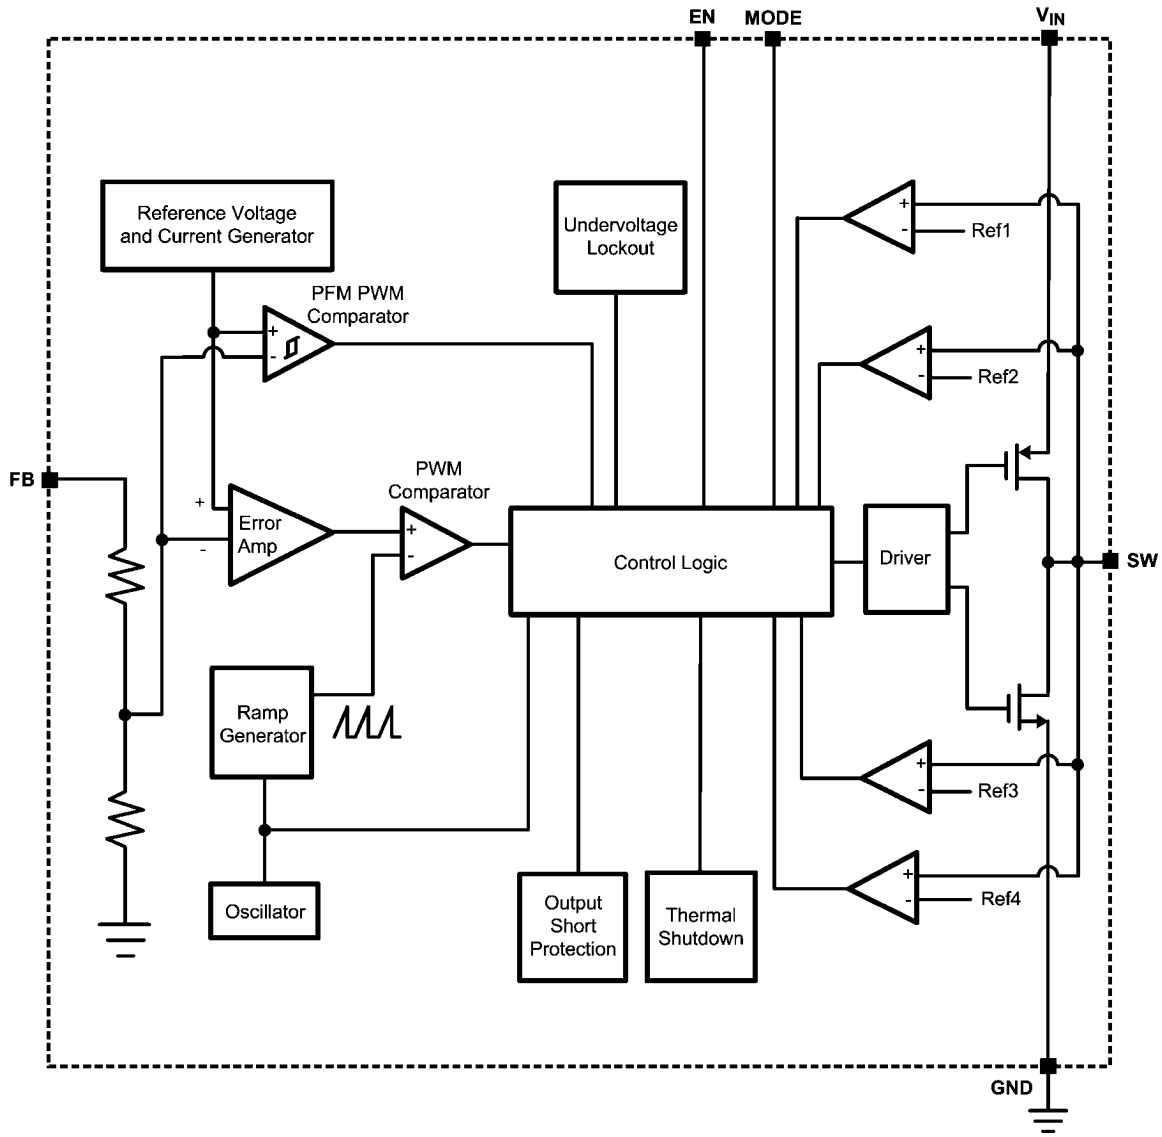 EN
MODE
VIN
Reference Voltage
and Current Generator
Undervoltage
Lockout
+
-
Ref1
PFM PWM
Comparator
+
-
+
-
Ref2
FB
PWM
Comparator
+
-
Error
Amp
+
-
Control Logic
Driver
SW
Ramp
Generator
+
-
Ref3
Oscillator
Output
Short
Protection
Thermal
Shutdown
+
-
Ref4
GND